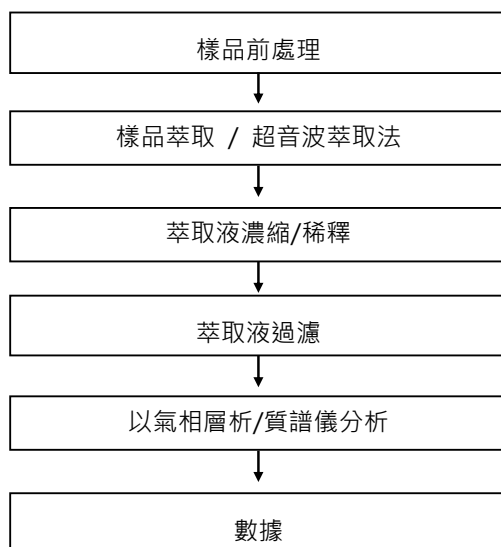 樣品前處理
樣品萃取 / 超音波萃取法
萃取液濃縮/稀釋
萃取液過濾
以氣相層析/質譜儀分析
數據